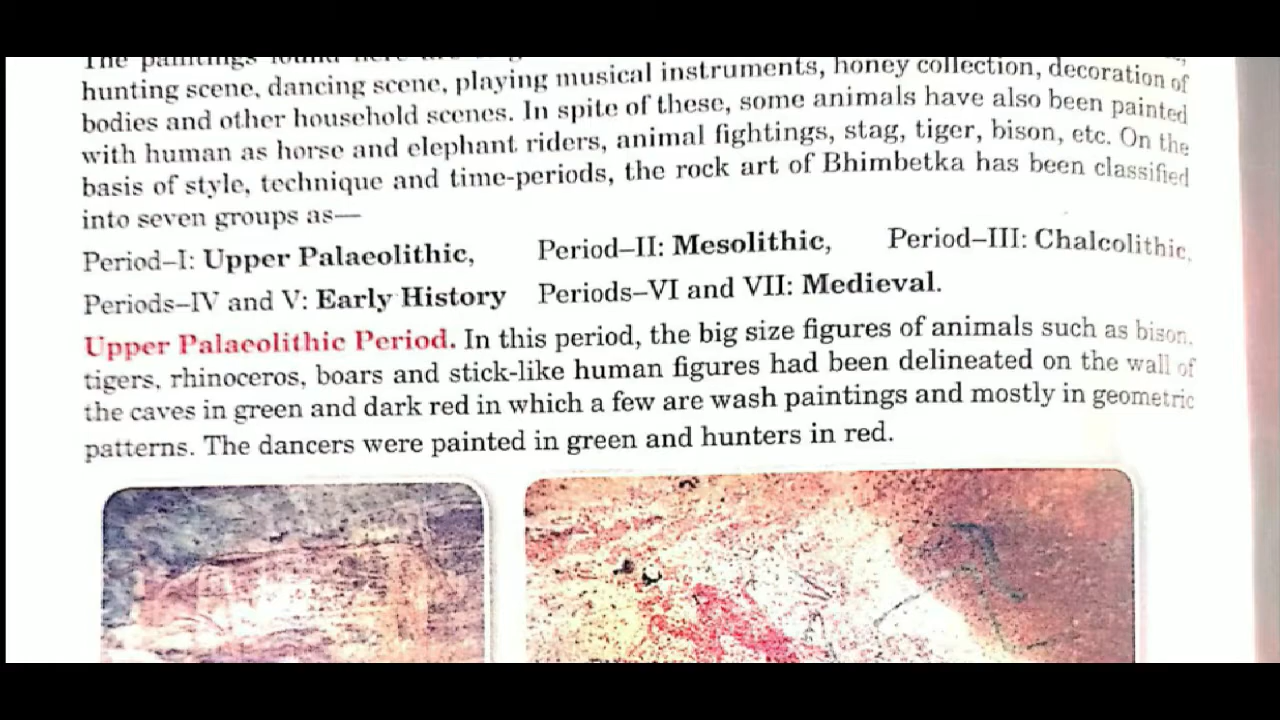 The paintings found here are
hunting scene, dancing scene, playing musical instruments, honey collection, decoration of
bodies and other household scenes. In spite of these, some animals have also been painted
with human as horse and elephant riders, animal fightings, stag, tiger, bison, etc. On the
basis of style, technique and time-periods, the rock art of Bhimbetka has been classified
into seven groups as—
Period–I: Upper Palaeolithic, Period–II: Mesolithic, Period–III: Chalcolithic,
Periods–IV and V: Early History Periods–VI and VII: Medieval.
Upper Palaeolithic Period. In this period, the big size figures of animals such as bison,
tigers, rhinoceros, boars and stick-like human figures had been delineated on the wall of
the caves in green and dark red in which a few are wash paintings and mostly in geometric
patterns. The dancers were painted in green and hunters in red.